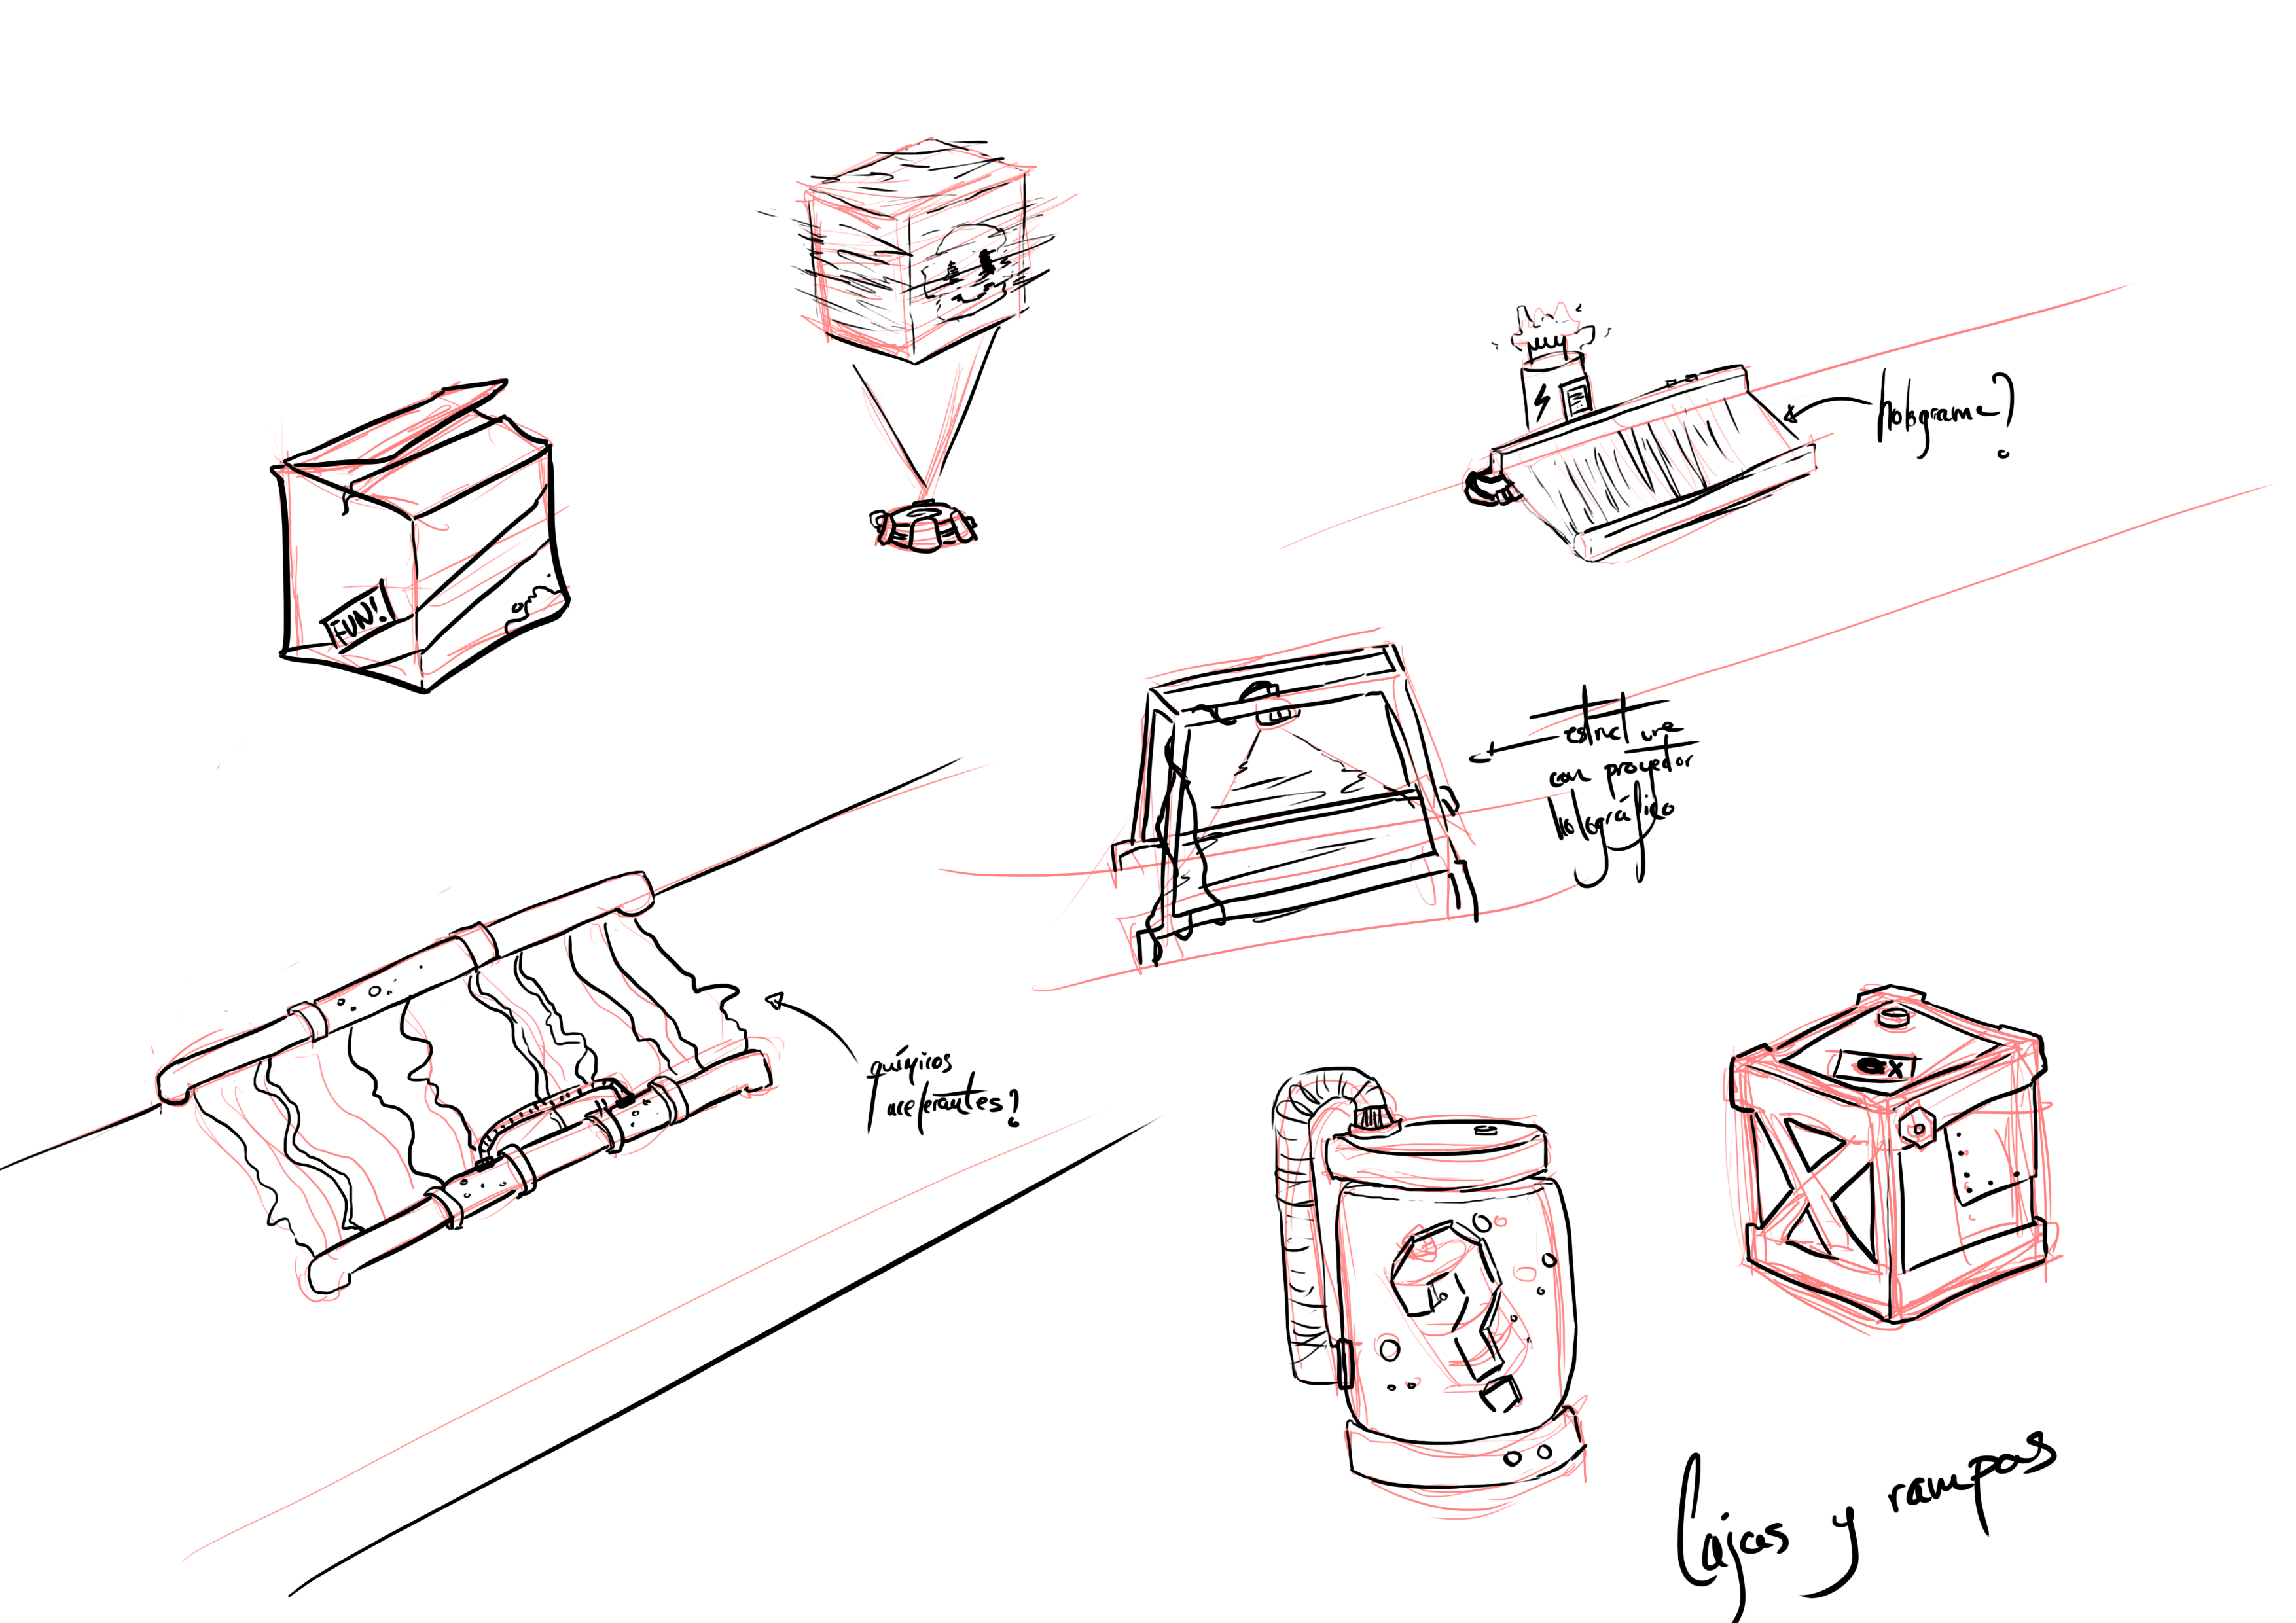 holograma?
FUN!
estructura
con proyector
holográfico
químicos
acelerantes?
Cajas y rampas